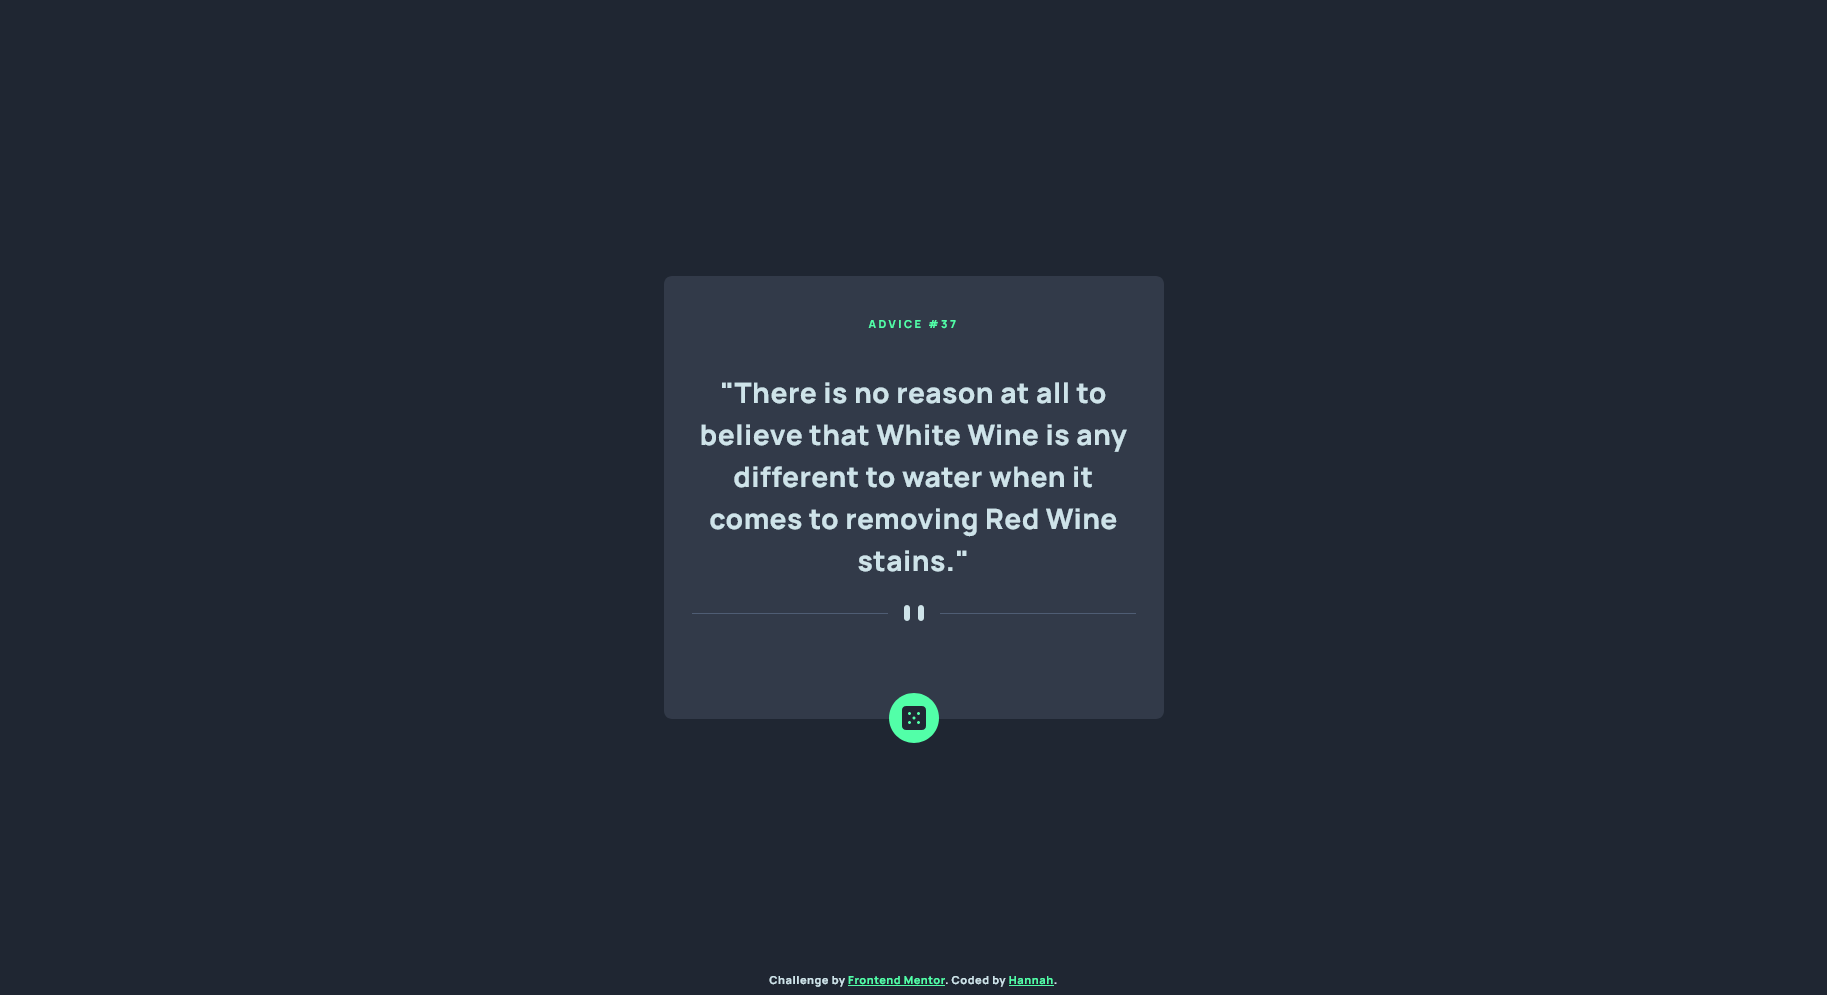 ADVICE #37
"There is no reason at all to
believe that White Wine is any
different to water when it
comes to removing Red Wine
stains."
Challenge by Frontend Mentor. Coded by Hannah.